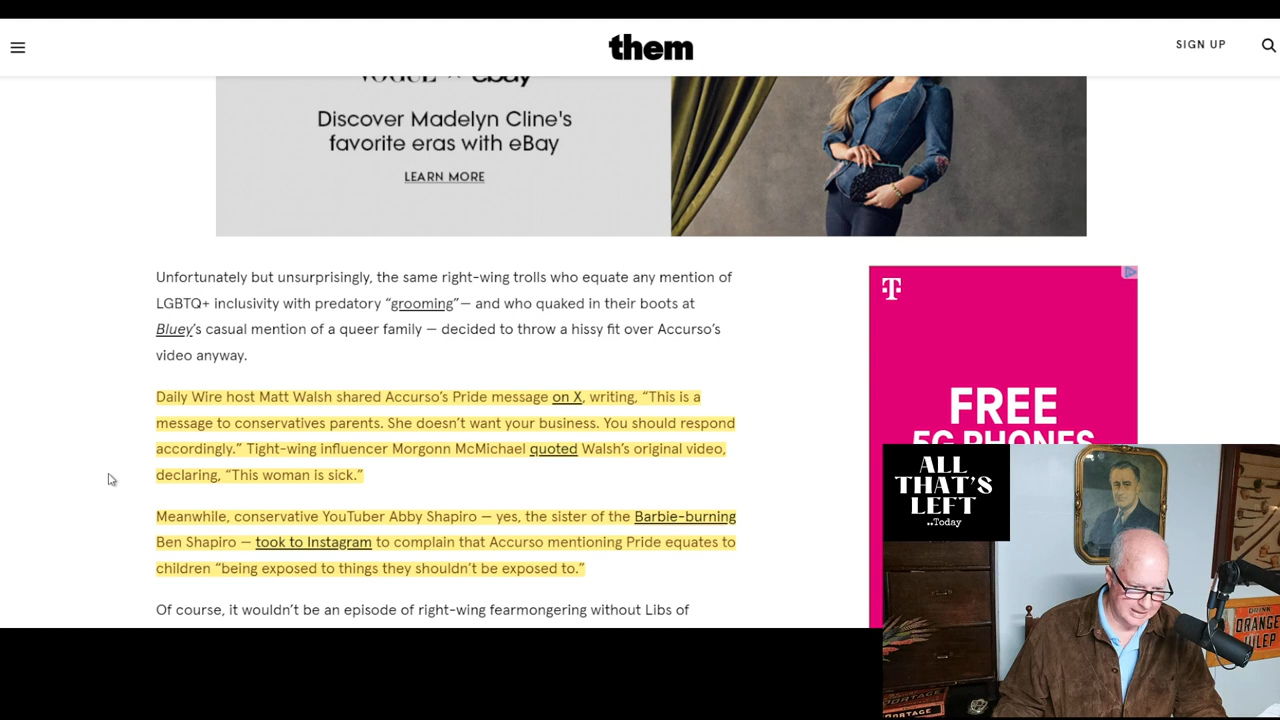 them
SIGN UP
VOGUE × ebay
Discover Madelyn Cline's
favorite eras with eBay
LEARN MORE
Unfortunately but unsurprisingly, the same right-wing trolls who equate any mention of
LGBTQ+ inclusivity with predatory “grooming”— and who quaked in their boots at
Bluey’s casual mention of a queer family — decided to throw a hissy fit over Accurso’s
video anyway.
Daily Wire host Matt Walsh shared Accurso’s Pride message on X, writing, “This is a
message to conservatives parents. She doesn’t want your business. You should respond
accordingly.” Tight-wing influencer Morgonn McMichael quoted Walsh’s original video,
declaring, “This woman is sick.”
Meanwhile, conservative YouTuber Abby Shapiro — yes, the sister of the Barbie-burning
Ben Shapiro — took to Instagram to complain that Accurso mentioning Pride equates to
children “being exposed to things they shouldn’t be exposed to.”
Of course, it wouldn’t be an episode of right-wing fearmongering without Libs of
T
FREE
5G PHONES
ALL
THAT'S
LEFT
..Today
DRINK
ORANGE
JULEP
PORTAGE